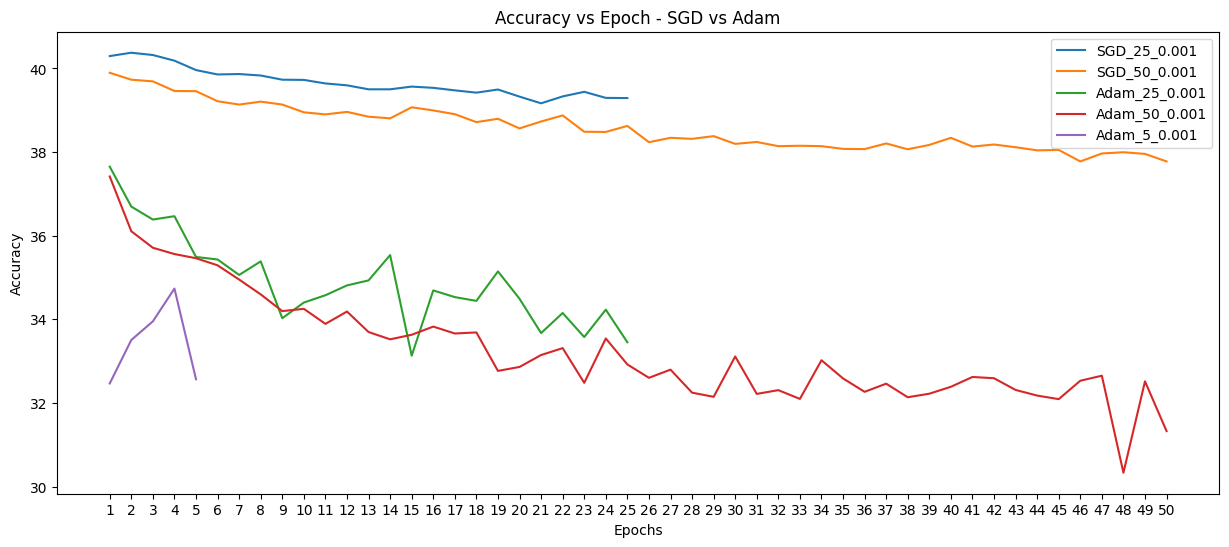 Accuracy vs Epoch - SGD vs Adam
SGD_25_0.001
SGD_50_0.001
Adam_25_0.001
Adam_50_0.001
Adam_5_0.001
40
38
36
34
32
30
Accuracy
1 2 3 4 5 6 7 8 9 10 11 12 13 14 15 16 17 18 19 20 21 22 23 24 25 26 27 28 29 30 31 32 33 34 35 36 37 38 39 40 41 42 43 44 45 46 47 48 49 50
Epochs